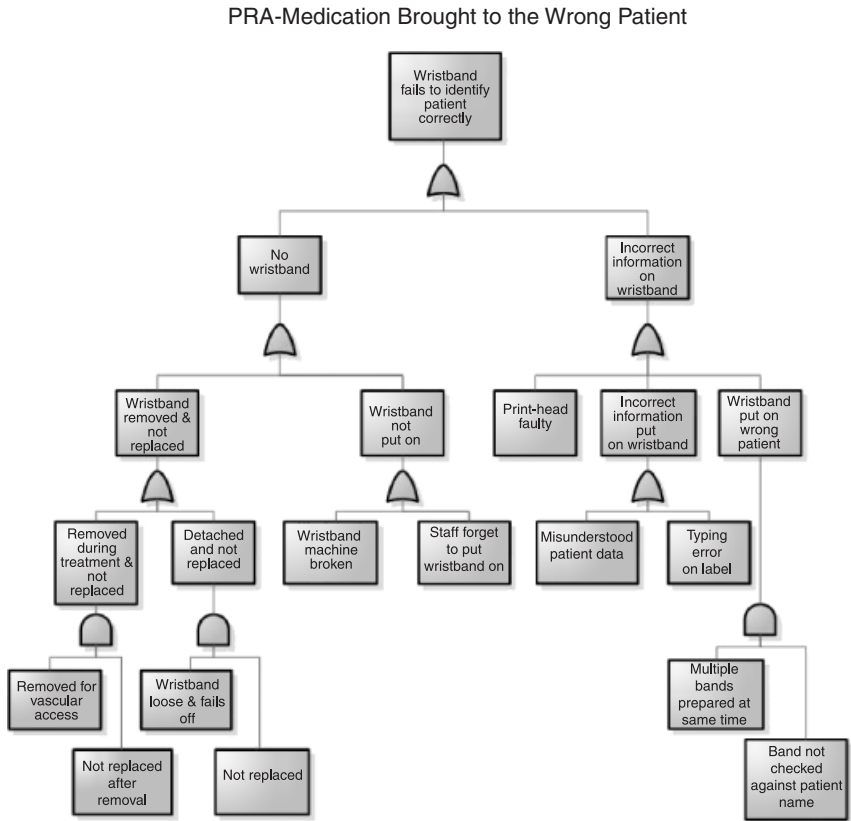 PRA-Medication Brought to the Wrong Patient
Wristband
fails to identify
patient
correctly
No
wristband
Incorrect
information
on
wristband
Wristband
removed &
not
replaced
Wristband
not
put on
Print-head
faulty
Incorrect
information
put
on wristband
Wristband
put on
wrong
patient
Removed
during
treatment &
not
replaced
Detached
and not
replaced
Wristband
machine
broken
Staff forget
to put
wristband on
Misunderstood
patient data
Typing
error
on label
Removed for
vascular
access
Not replaced
after
removal
Wristband
loose & fails
off
Not replaced
Multiple
bands
prepared at
same time
Band not
checked
against patient
name